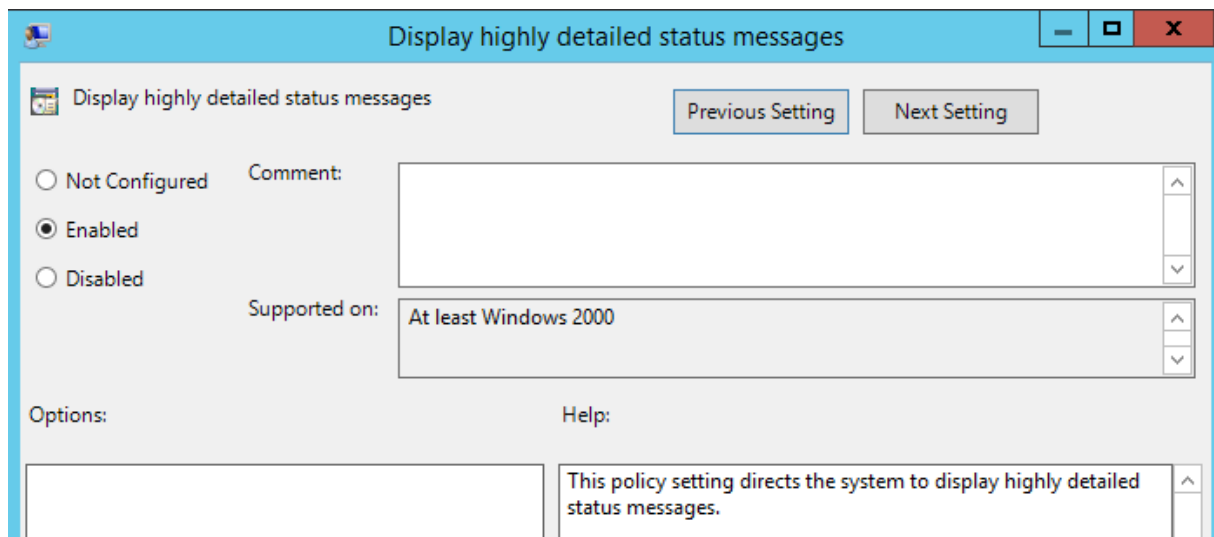 Display highly detailed status messages
Display highly detailed status messages
Previous Setting
Next Setting
Not Configured
Comment:
Enabled
Disabled
Supported on:
At least Windows 2000
Options:
Help:
This policy setting directs the system to display highly detailed
status messages.